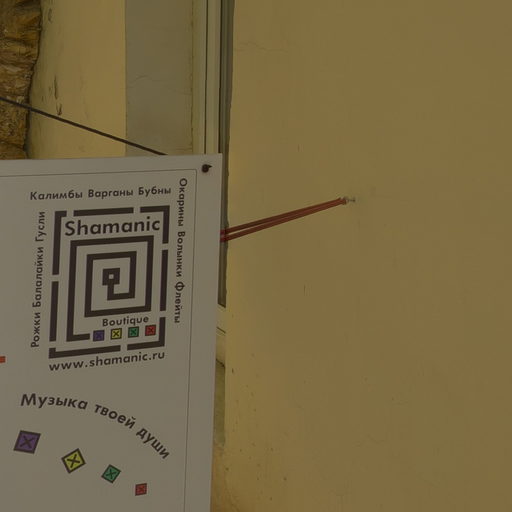 Калимбы Варганы Бубны
Окарины Волынки Флейты
Рожки Балалайки Гусли
Shamanic
Boutique
www.shamanic.ru
Музыка твоей души